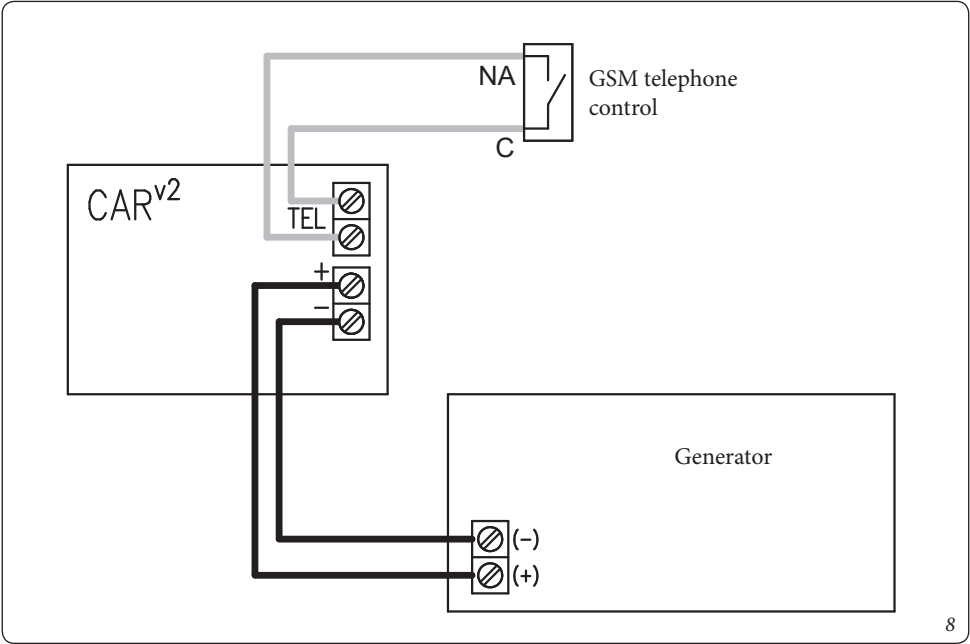 NA
GSM telephone
control
C
CARv2
TEL
+
−
Generator
(−)
(+)
8